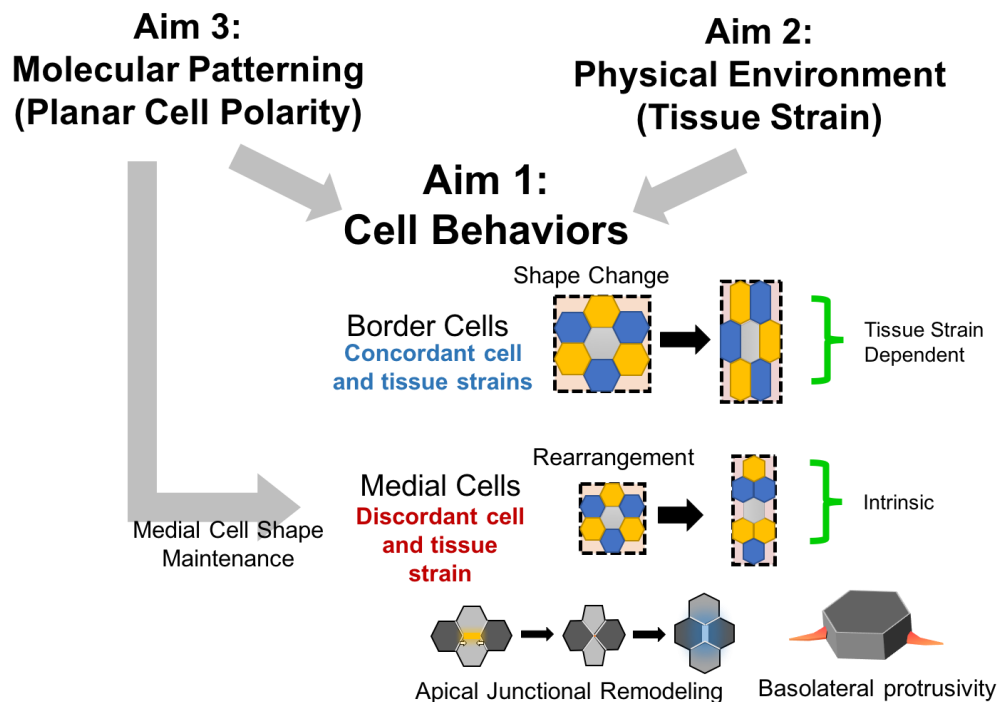 Aim 3:
Molecular Patterning
(Planar Cell Polarity)
Aim 2:
Physical Environment
(Tissue Strain)
Aim 1:
Cell Behaviors
Shape Change
Border Cells
Concordant cell
and tissue strains
Tissue Strain
Dependent
Rearrangement
Medial Cells
Discordant cell
and tissue
strain
Intrinsic
Medial Cell Shape
Maintenance
Apical Junctional Remodeling
Basolateral protrusivity